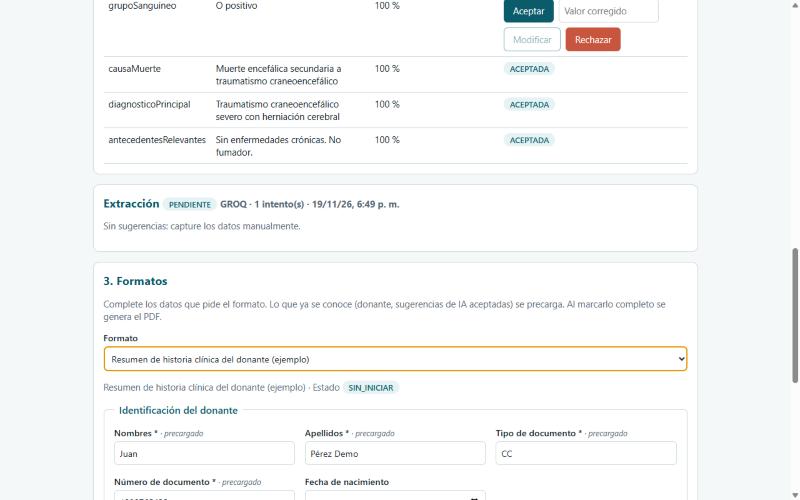 grupoSanguineo O positivo 100 % Aceptar Valor corregido
Modificar Rechazar
causaMuerte Muerte encefálica secundaria a traumatismo craneoencefálico 100 % ACEPTADA
diagnosticoPrincipal Traumatismo craneoencefálico severo con herniación cerebral 100 % ACEPTADA
antecedentesRelevantes Sin enfermedades crónicas. No fumador. 100 % ACEPTADA
Extracción PENDIENTE GROQ · 1 intento(s) · 19/11/26, 6:49 p. m.
Sin sugerencias: capture los datos manualmente.
3. Formatos
Complete los datos que pide el formato. Lo que ya se conoce (donante, sugerencias de IA aceptadas) se precarga. Al marcarlo completo se
genera el PDF.
Formato
Resumen de historia clínica del donante (ejemplo)
Resumen de historia clínica del donante (ejemplo) · Estado SIN_INICIAR
Identificación del donante
Nombres * · precargado Apellidos * · precargado Tipo de documento * · precargado
Juan Pérez Demo CC
Número de documento * · precargado Fecha de nacimiento